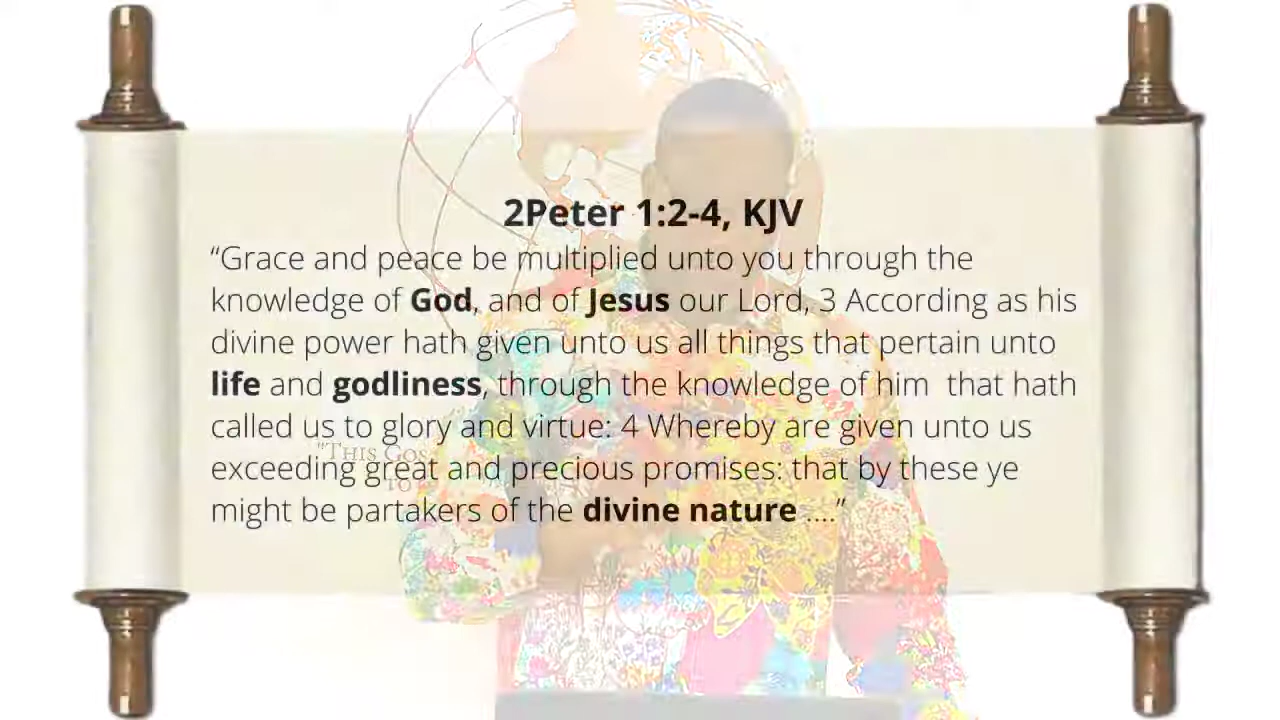 2Peter 1:2-4, KJV
“Grace and peace be multiplied unto you through the
knowledge of God, and of Jesus our Lord, 3 According as his
divine power hath given unto us all things that pertain unto
life and godliness, through the knowledge of him  that hath
called us to glory and virtue: 4 Whereby are given unto us
"THIS GOS
exceeding great and precious promises: that by these ye
TO
might be partakers of the divine nature ....”